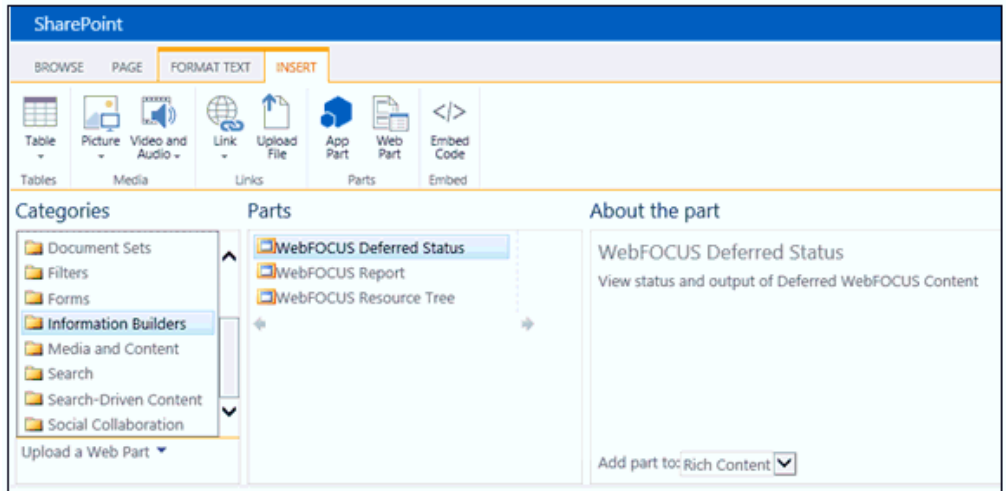 SharePoint
BROWSE PAGE FORMAT TEXT INSERT
Table Picture Video and Audio Link Upload File App Part Web Part Embed Code
Tables Media Links Parts Embed
Categories
Document Sets
Filters
Forms
Information Builders
Media and Content
Search
Search-Driven Content
Social Collaboration
Upload a Web Part
Parts
WebFOCUS Deferred Status
WebFOCUS Report
WebFOCUS Resource Tree
About the part
WebFOCUS Deferred Status
View status and output of Deferred WebFOCUS Content
Add part to: Rich Content